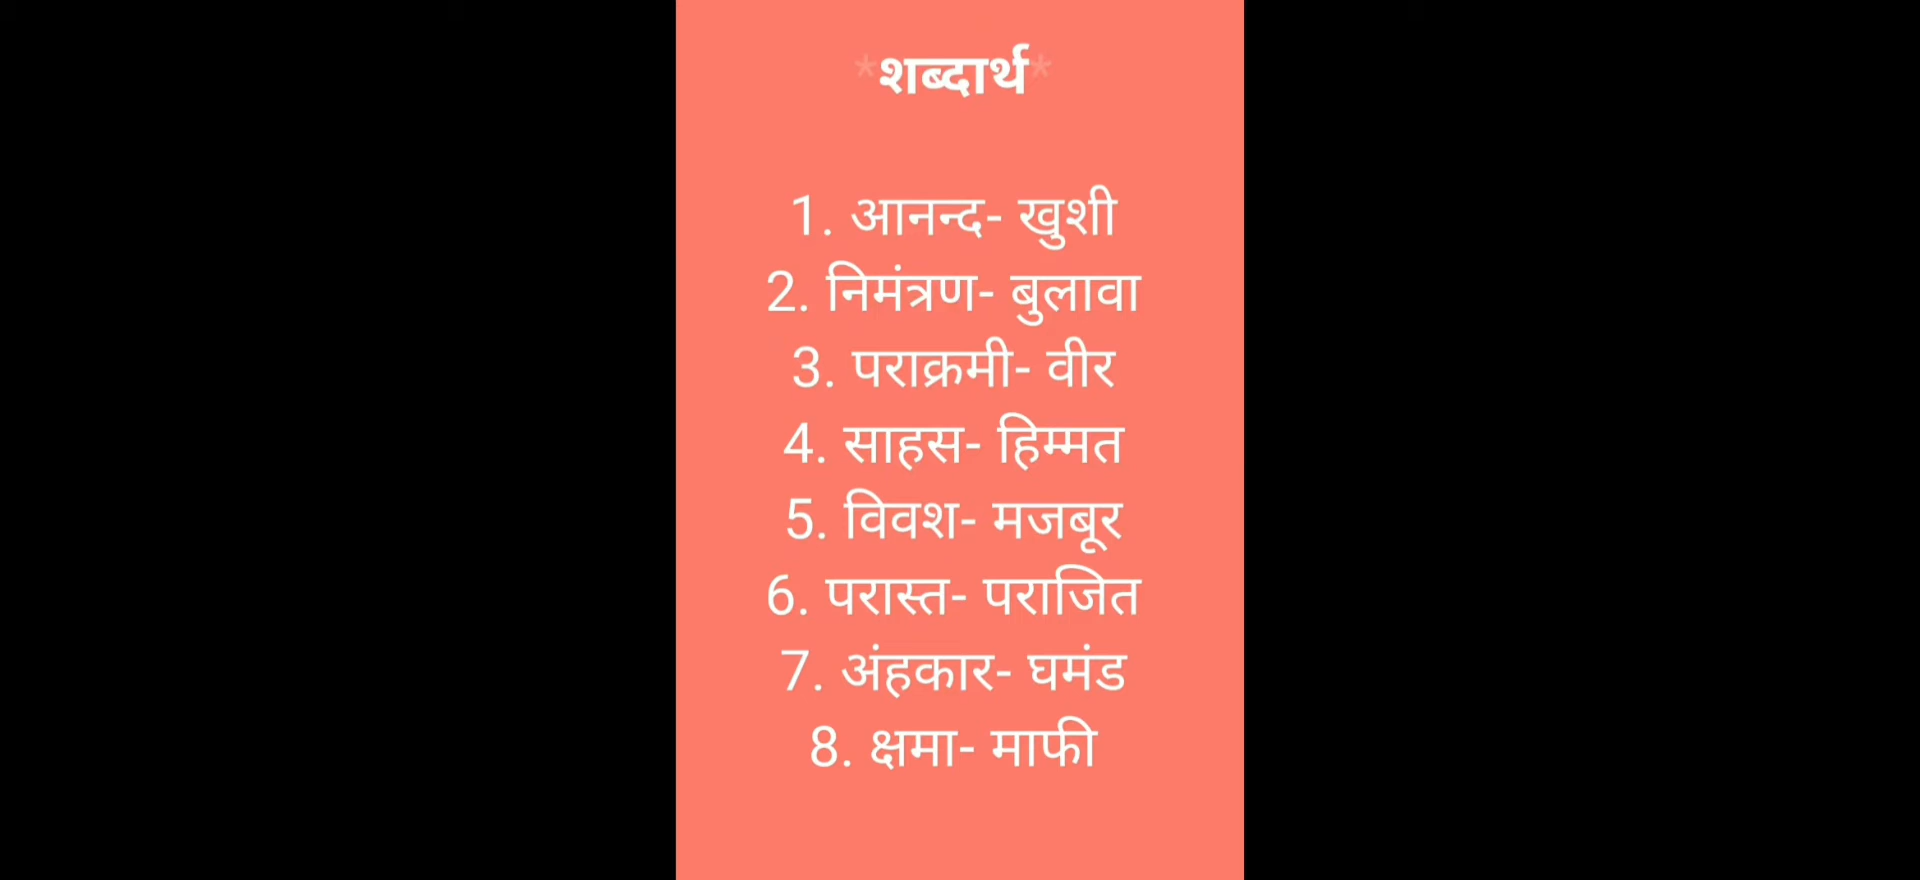 *शब्दार्थ*
1. आनन्द- खुशी
2. निमंत्रण- बुलावा
3. पराक्रमी- वीर
4. साहस- हिम्मत
5. विवश- मजबूर
6. परास्त- पराजित
7. अंहकार- घमंड
8. क्षमा- माफी